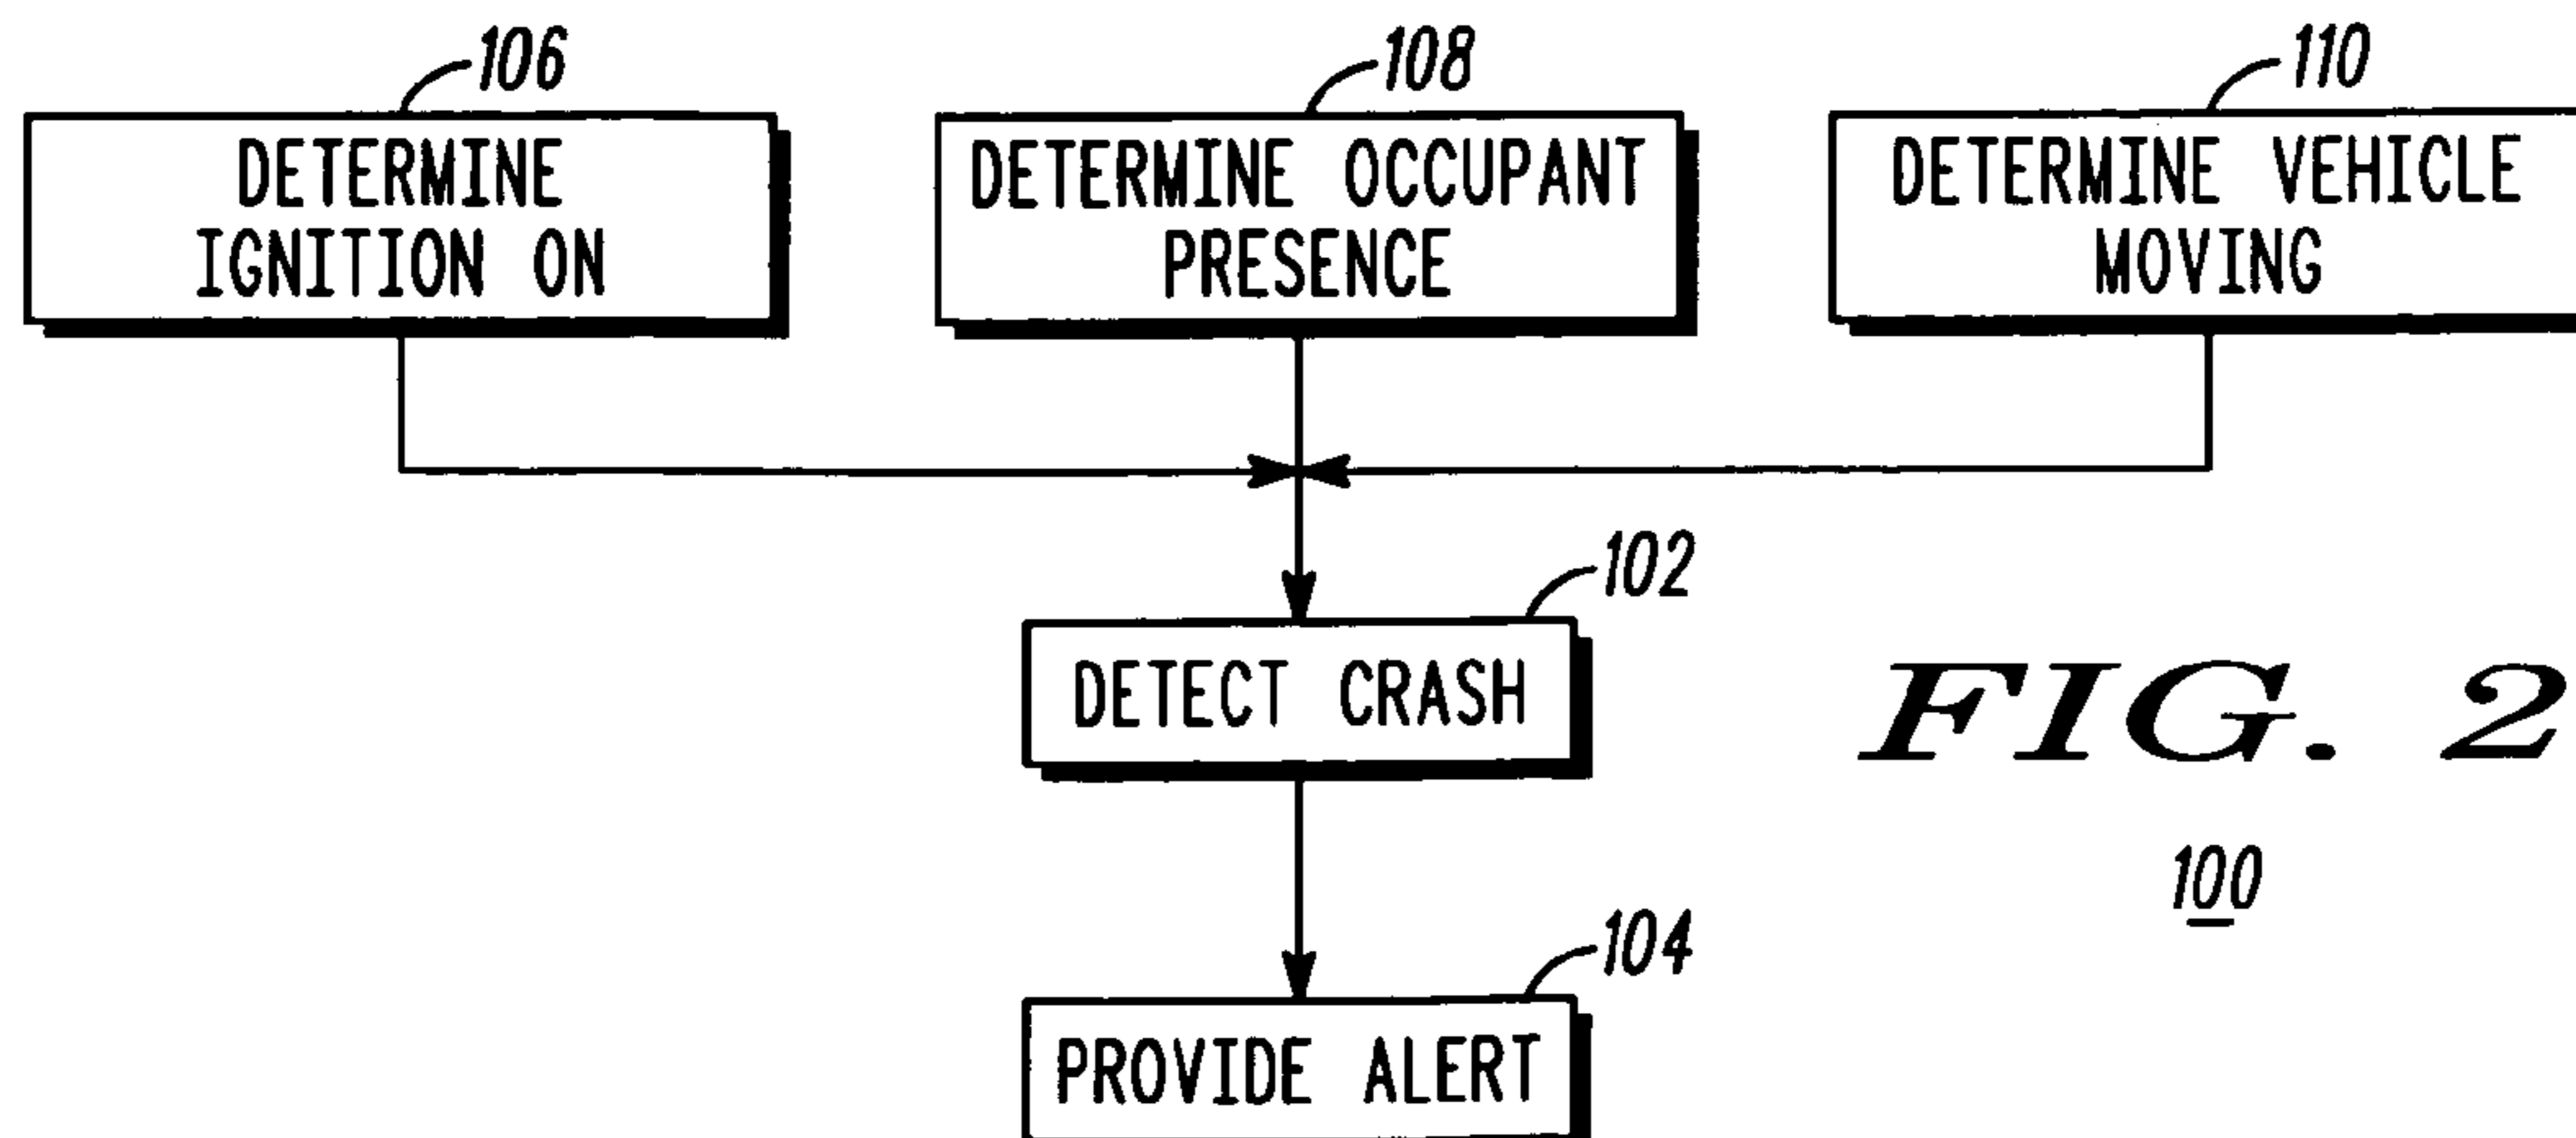 106
108
110
DETERMINE
IGNITION ON
DETERMINE OCCUPANT
PRESENCE
DETERMINE VEHICLE
MOVING
102
DETECT CRASH
FIG. 2
100
104
PROVIDE ALERT